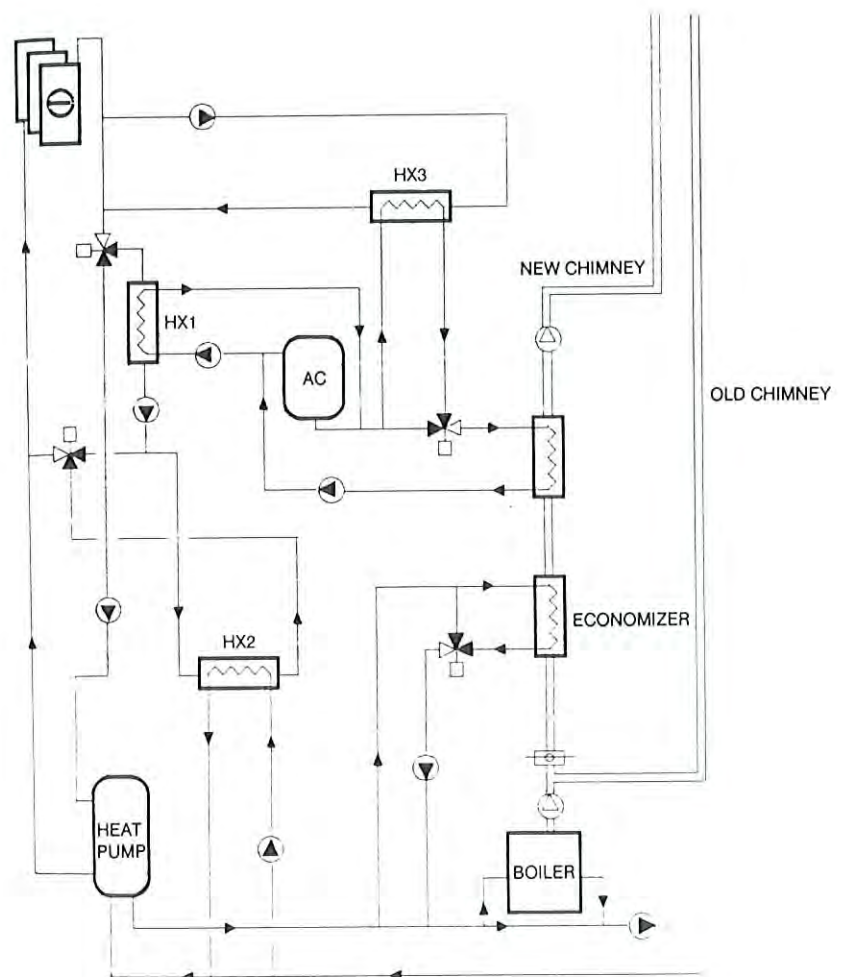 HX3
NEW CHIMNEY
HX1
AC
OLD CHIMNEY
HX2
ECONOMIZER
HEAT
PUMP
BOILER